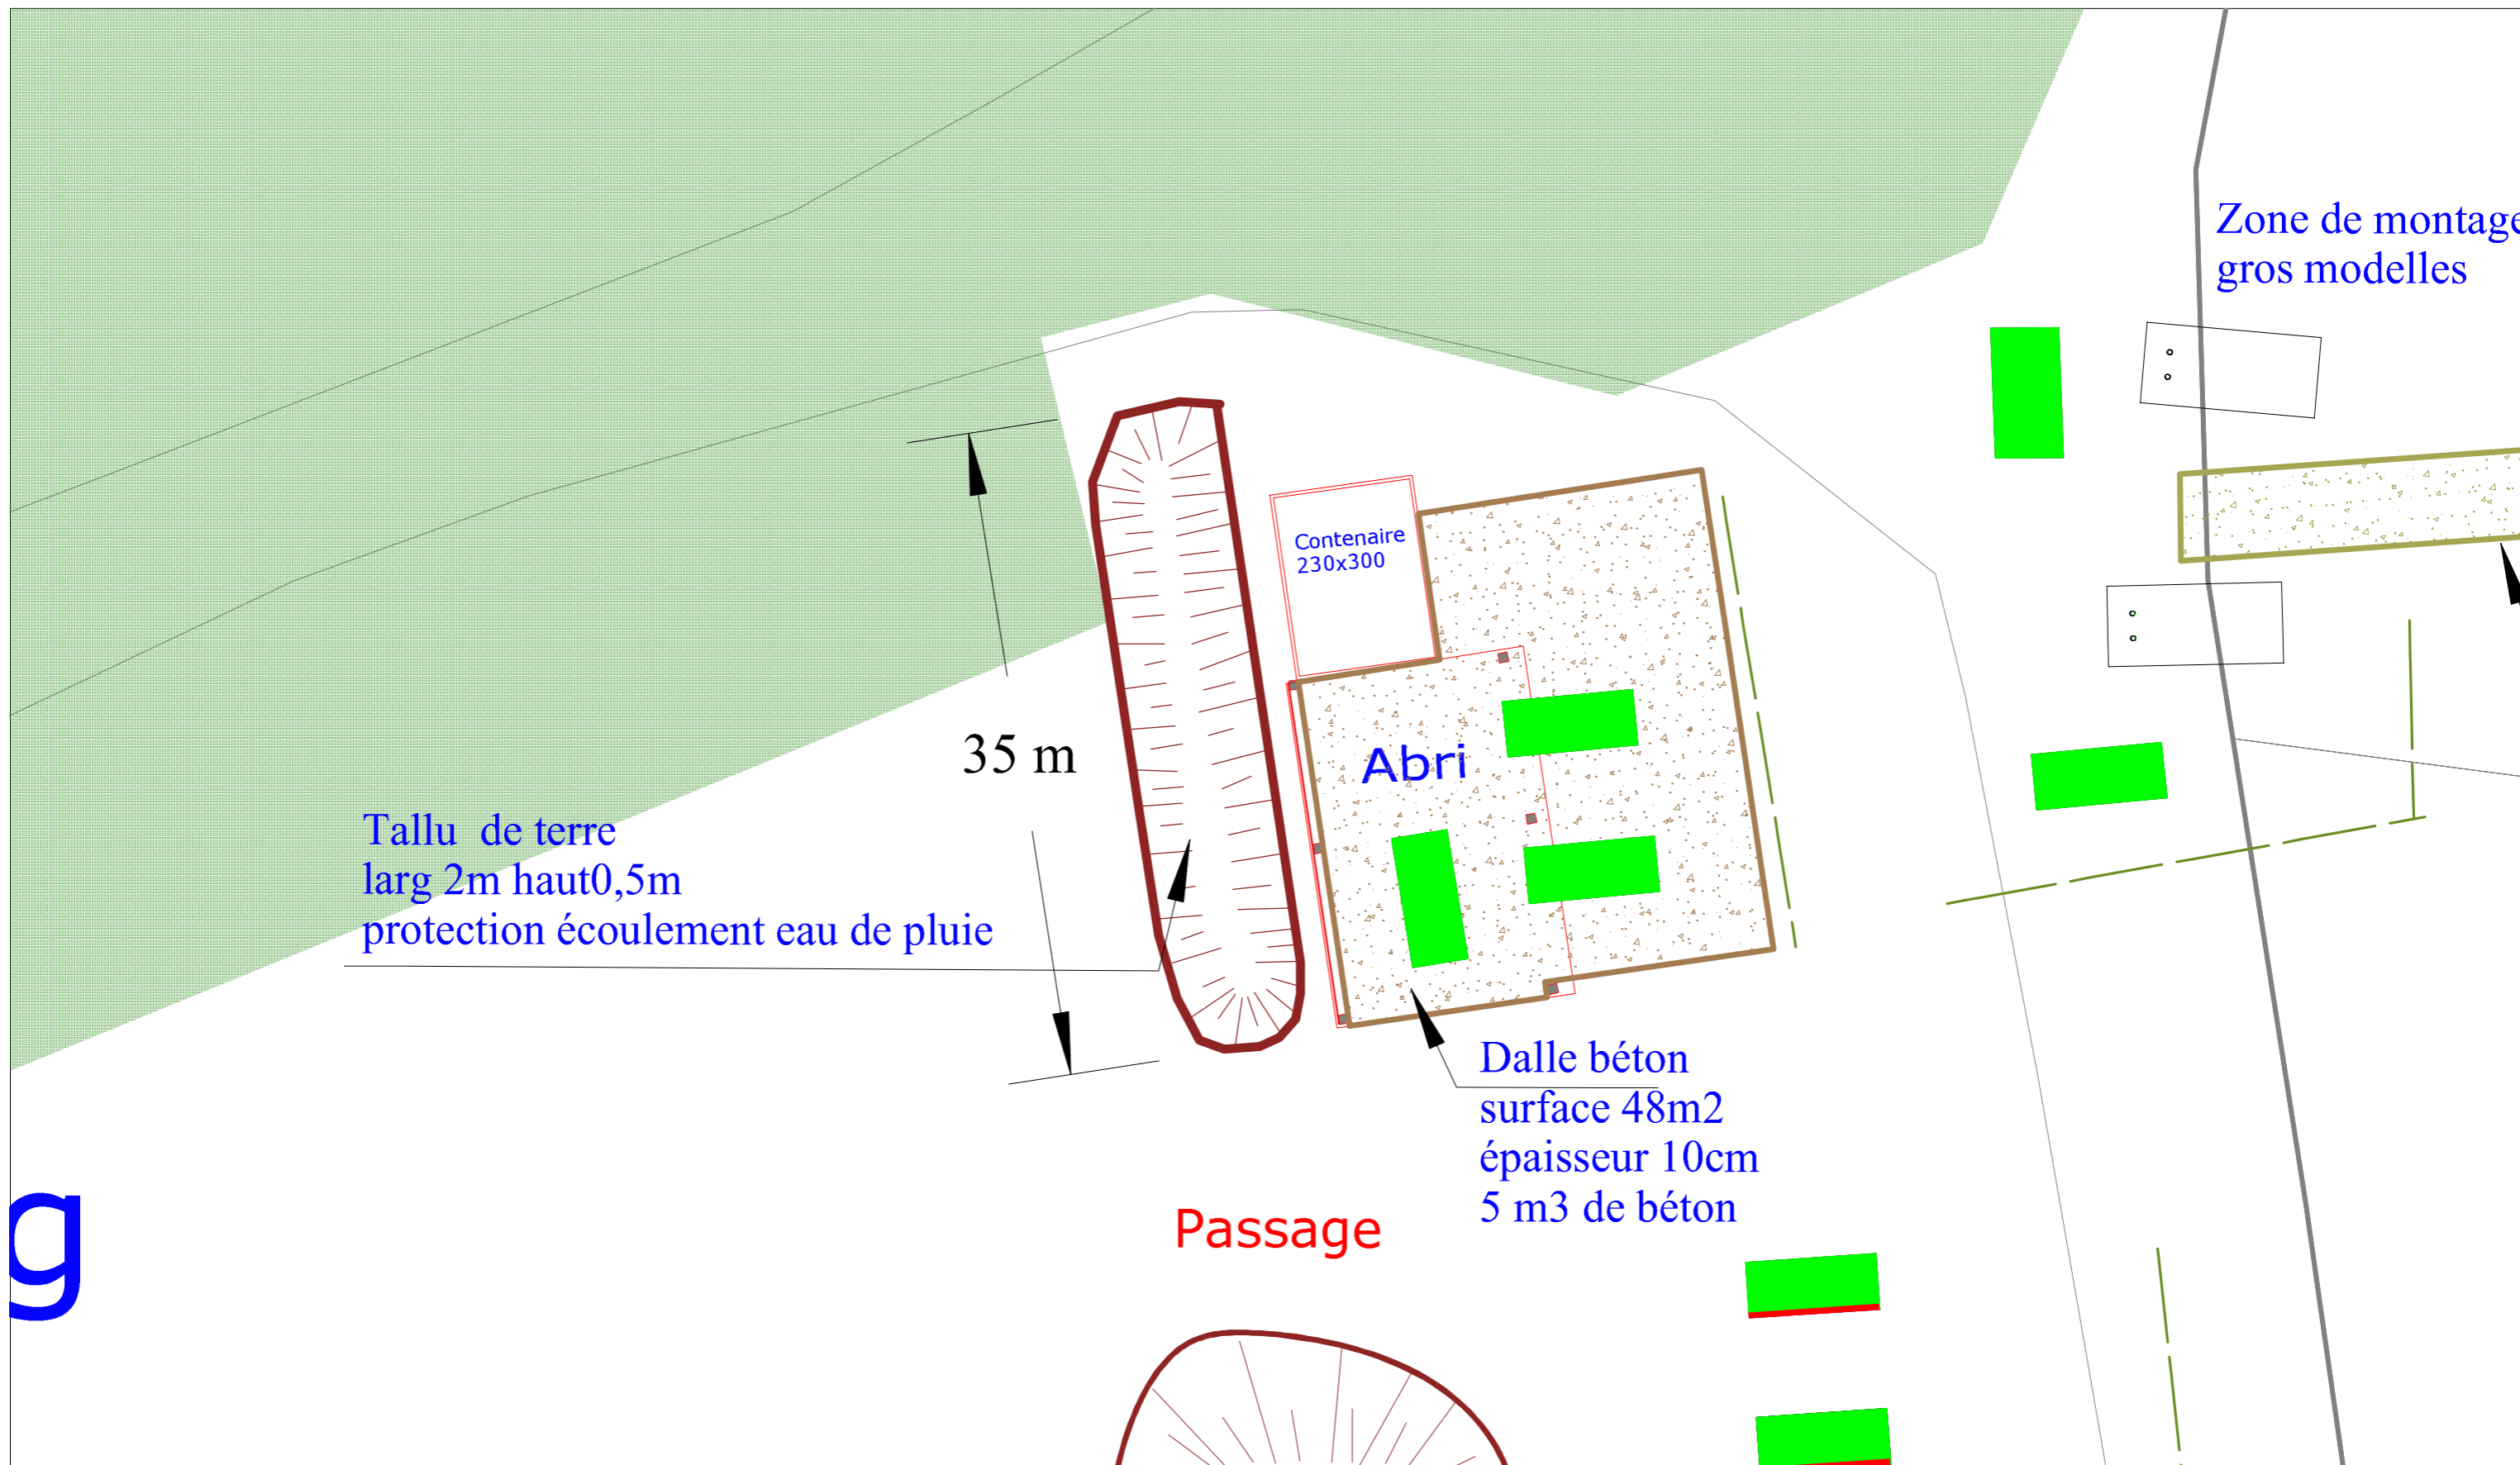 Zone de montage
gros modelles
Contenaire
230x300
35 m
Abri
Tallu de terre
larg 2m haut0,5m
protection écoulement eau de pluie
Dalle béton
surface 48m2
épaisseur 10cm
5 m3 de béton
Passage
g